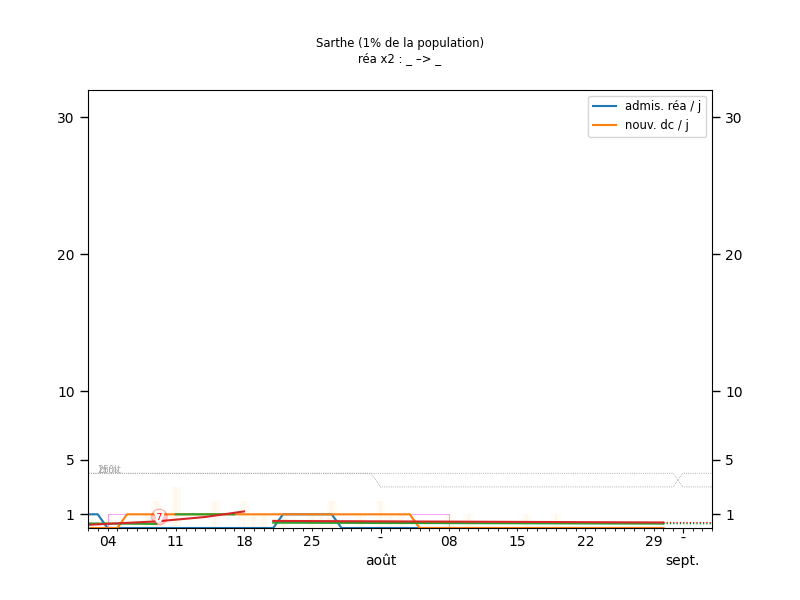 Sarthe (1% de la population)
réa x2 : _ –> _
admis. réa / j
nouv. dc / j
30 30
20 20
10 10
5 5
1 1
7
04 11 18 25 - 08 15 22 29 -
août sept.